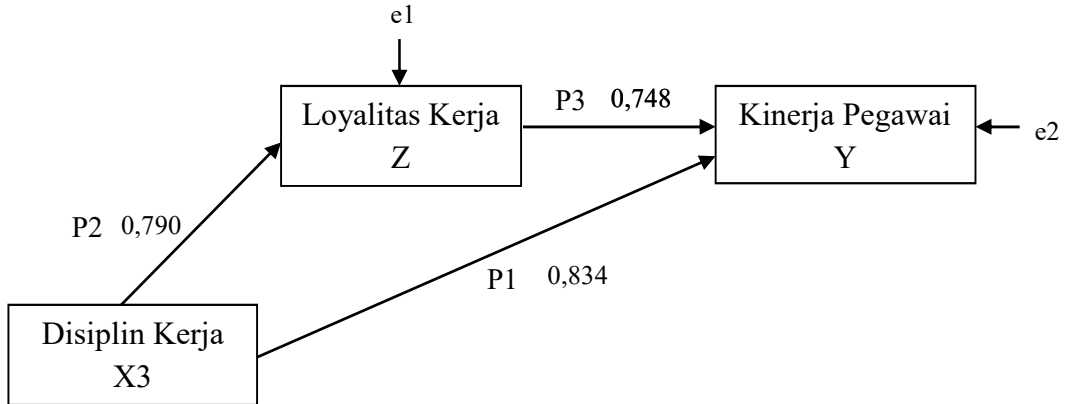 e1
Loyalitas Kerja
Z
P3 0,748
Kinerja Pegawai
Y
e2
P2 0,790
P1 0,834
Disiplin Kerja
X3